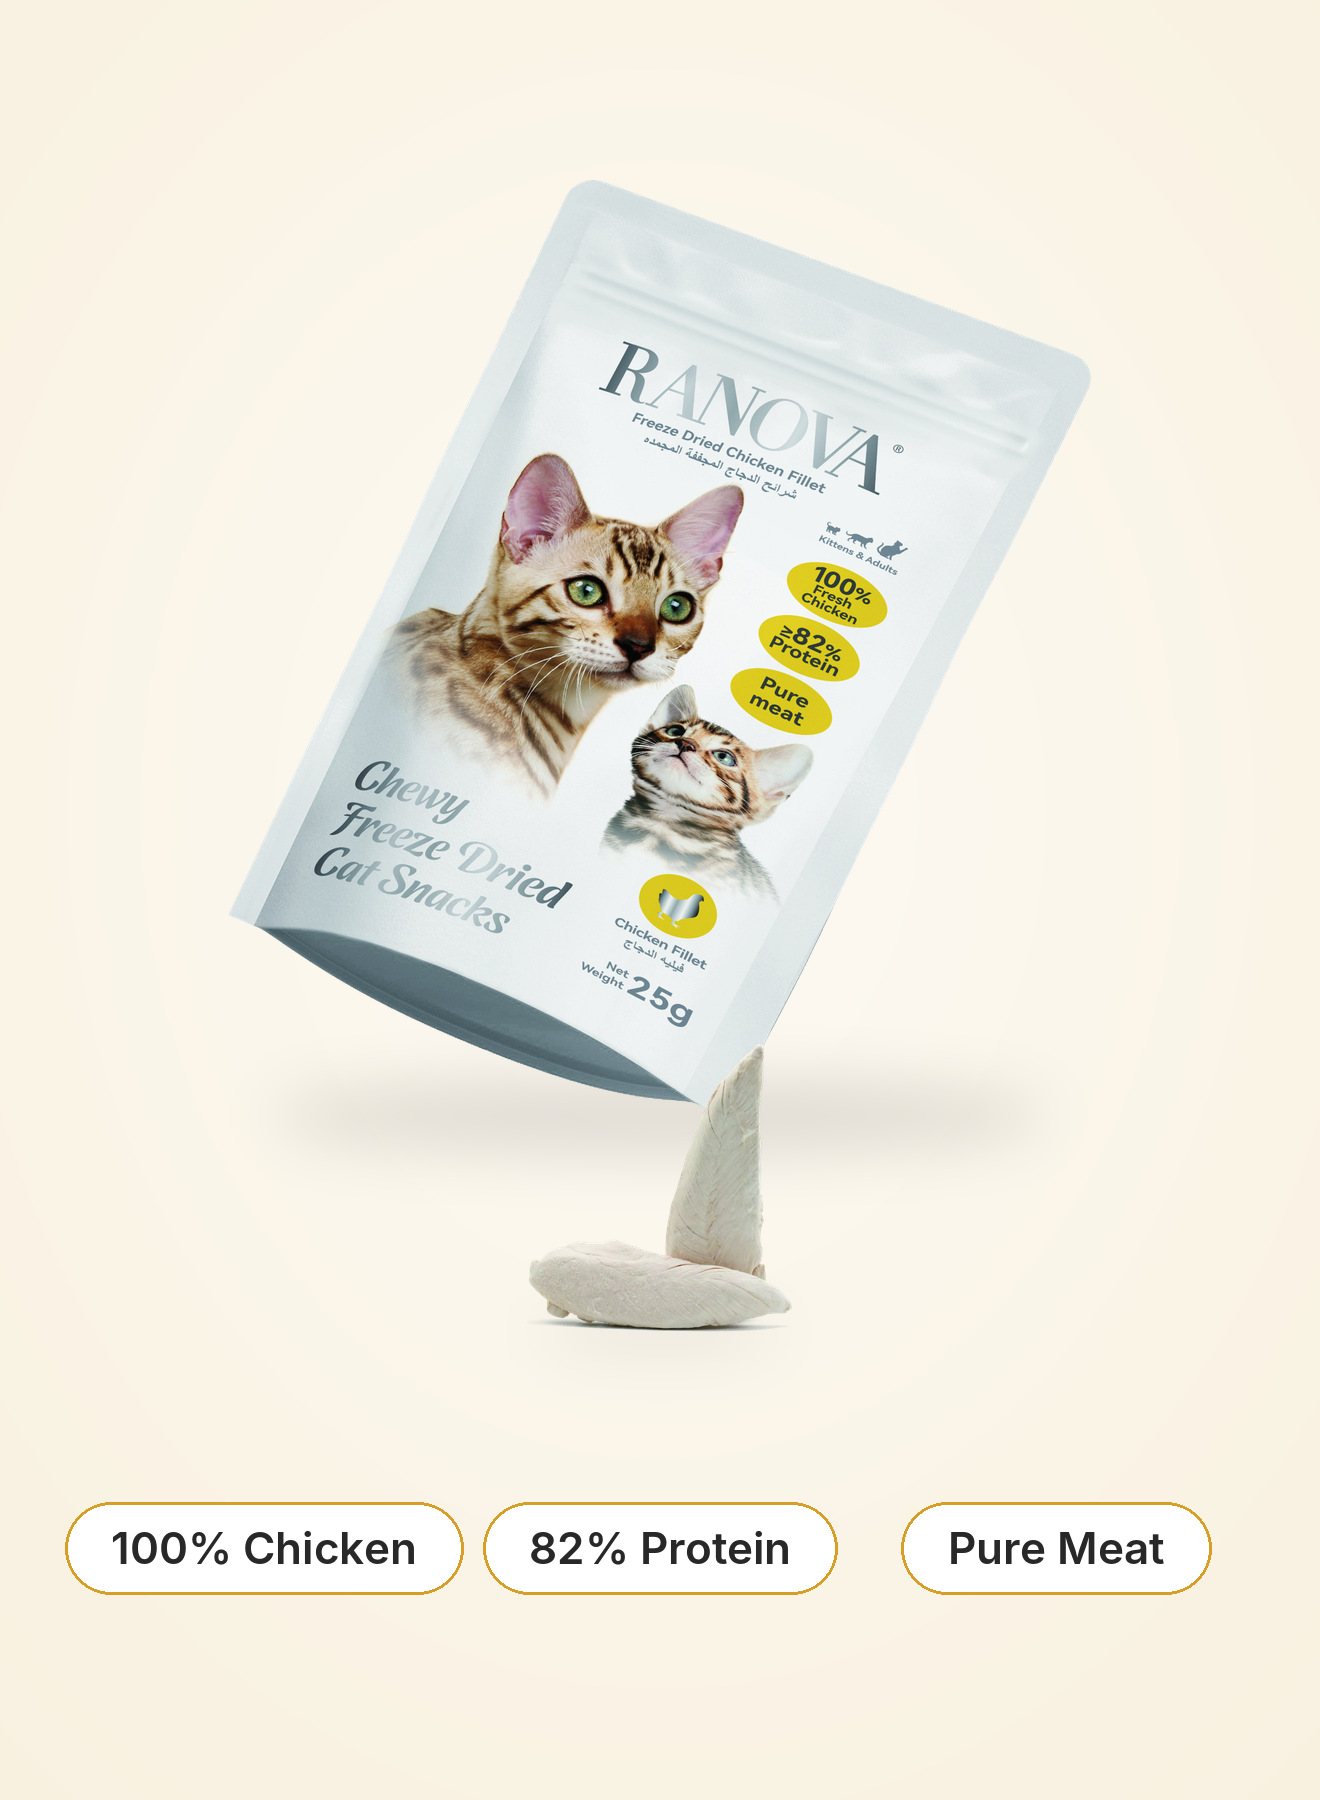 RANOVA®
Freeze Dried Chicken Fillet
شرائح الدجاج المجففة المجمده
Kittens & Adults
100%
Fresh
Chicken
≥82%
Protein
Pure
meat
Chewy
Freeze Dried
Cat Snacks
Chicken Fillet
فيليه الدجاج
Net
Weight 25g
100% Chicken
82% Protein
Pure Meat